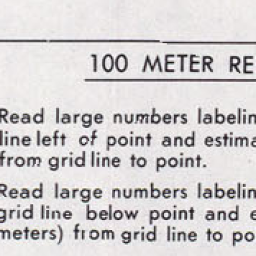 100 METER RE
Read large numbers labelin
line left of point and estima
from grid line to point.
Read large numbers labelin
grid line below point and e
meters) from grid line to po